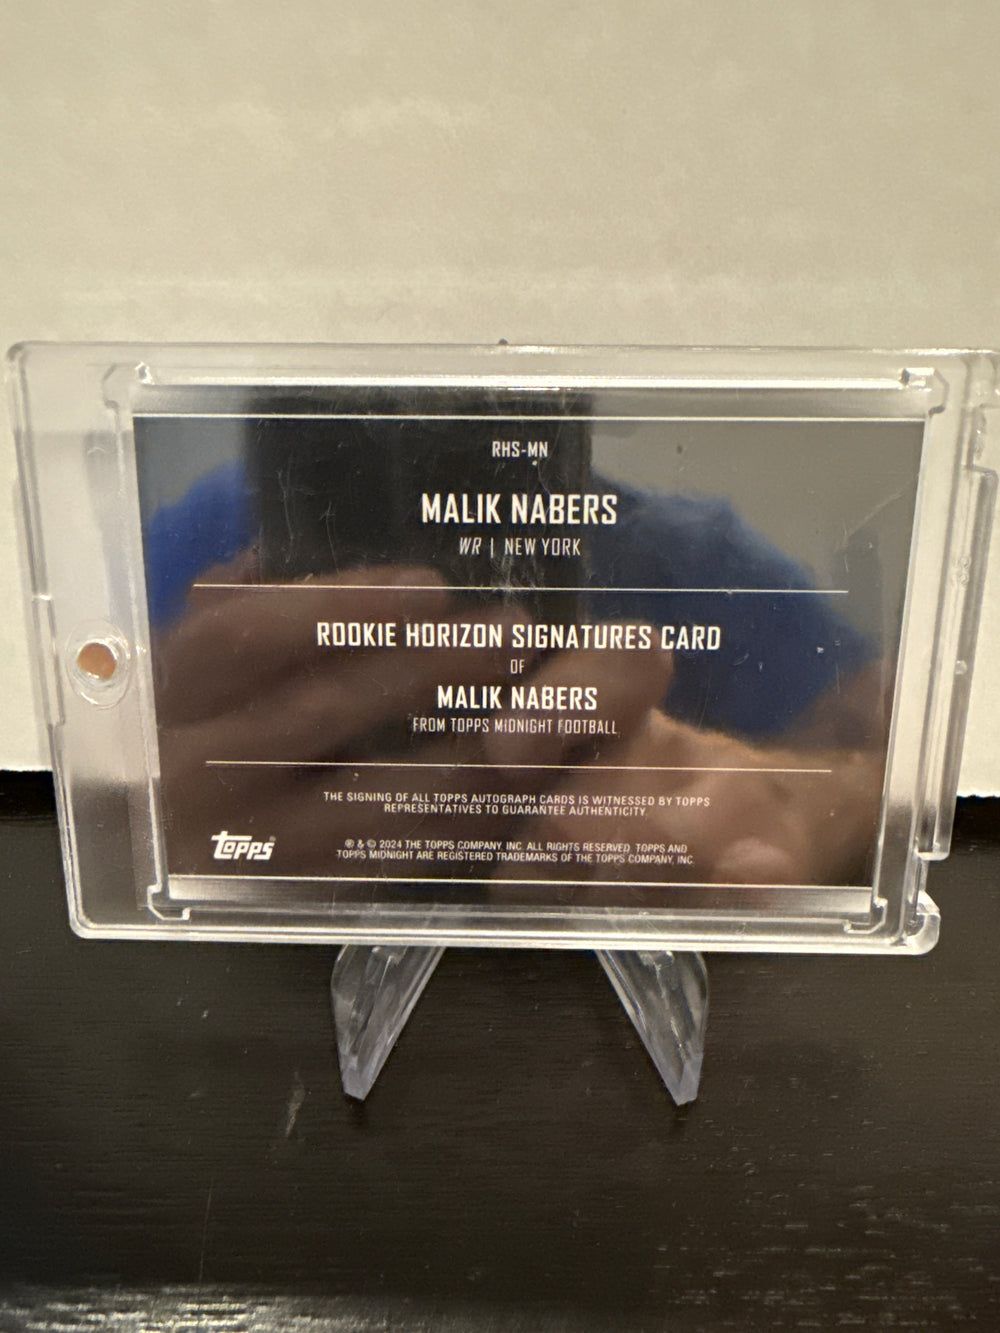 RHS-MN
MALIK NABERS
WR | NEW YORK
ROOKIE HORIZON SIGNATURES CARD
OF
MALIK NABERS
FROM TOPPS MIDNIGHT FOOTBALL
THE SIGNING OF ALL TOPPS AUTOGRAPH CARDS IS WITNESSED BY TOPPS
REPRESENTATIVES TO GUARANTEE AUTHENTICITY.
TOPPS®
® & © 2024 THE TOPPS COMPANY, INC. ALL RIGHTS RESERVED. TOPPS AND
TOPPS MIDNIGHT ARE REGISTERED TRADEMARKS OF THE TOPPS COMPANY, INC.